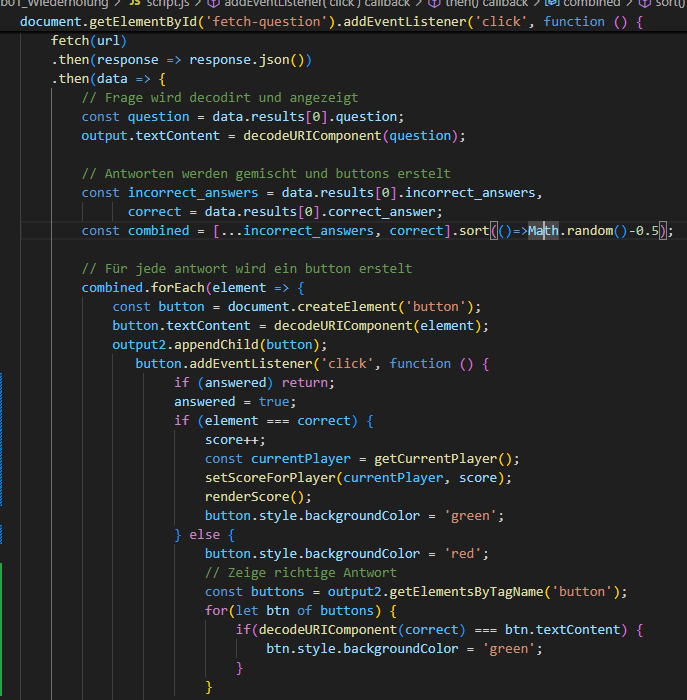 b01_Wiederholung > JS script.js > addEventListener('click') callback > then() callback > combined > sort()
document.getElementById('fetch-question').addEventListener('click', function () {
fetch(url)
.then(response => response.json())
.then(data => {
// Frage wird decodirt und angezeigt
const question = data.results[0].question;
output.textContent = decodeURIComponent(question);
// Antworten werden gemischt und buttons erstelt
const incorrect_answers = data.results[0].incorrect_answers,
correct = data.results[0].correct_answer;
const combined = [...incorrect_answers, correct].sort(()=>Math.random()-0.5);
// Für jede antwort wird ein button erstelt
combined.forEach(element => {
const button = document.createElement('button');
button.textContent = decodeURIComponent(element);
output2.appendChild(button);
button.addEventListener('click', function () {
if (answered) return;
answered = true;
if (element === correct) {
score++;
const currentPlayer = getCurrentPlayer();
setScoreForPlayer(currentPlayer, score);
renderScore();
button.style.backgroundColor = 'green';
} else {
button.style.backgroundColor = 'red';
// Zeige richtige Antwort
const buttons = output2.getElementsByTagName('button');
for(let btn of buttons) {
if(decodeURIComponent(correct) === btn.textContent) {
btn.style.backgroundColor = 'green';
}
}